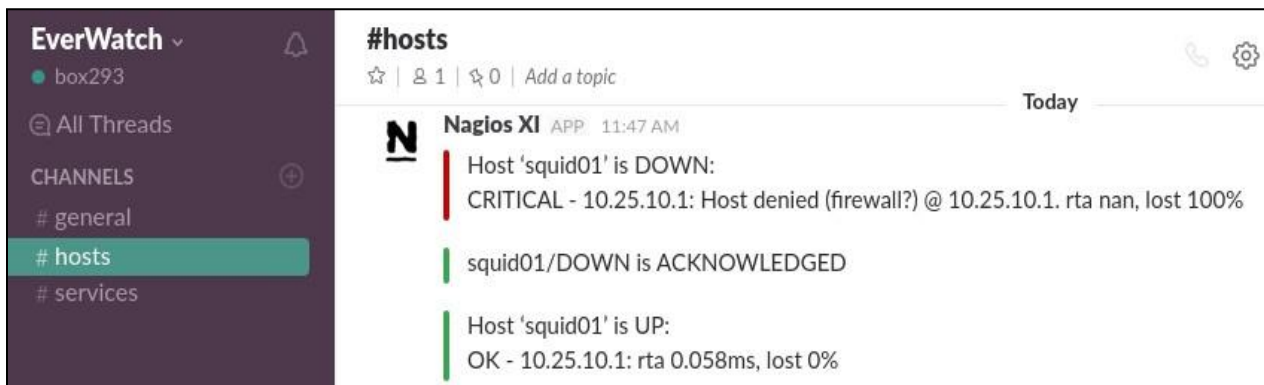 EverWatch
box293
All Threads
CHANNELS
# general
# hosts
# services
#hosts
1 | 0 | Add a topic
Today
N
Nagios XI APP 11:47 AM
Host ‘squid01’ is DOWN:
CRITICAL - 10.25.10.1: Host denied (firewall?) @ 10.25.10.1. rta nan, lost 100%
squid01/DOWN is ACKNOWLEDGED
Host ‘squid01’ is UP:
OK - 10.25.10.1: rta 0.058ms, lost 0%